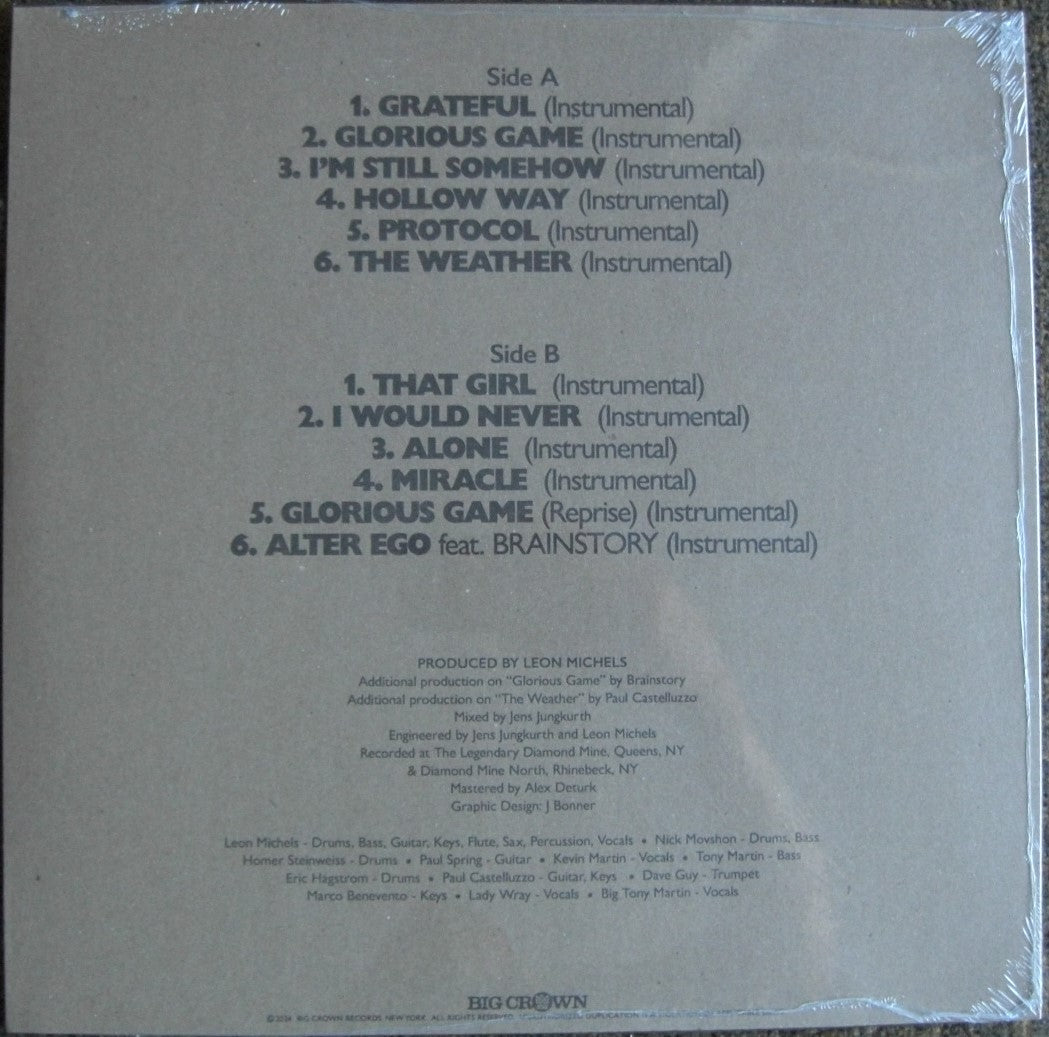 Side A
1. GRATEFUL (Instrumental)
2. GLORIOUS GAME (Instrumental)
3. I'M STILL SOMEHOW (Instrumental)
4. HOLLOW WAY (Instrumental)
5. PROTOCOL (Instrumental)
6. THE WEATHER (Instrumental)
Side B
1. THAT GIRL (Instrumental)
2. I WOULD NEVER (Instrumental)
3. ALONE (Instrumental)
4. MIRACLE (Instrumental)
5. GLORIOUS GAME (Reprise) (Instrumental)
6. ALTER EGO feat. BRAINSTORY (Instrumental)
PRODUCED BY LEON MICHELS
Additional production on "Glorious Game" by Brainstory
Additional production on "The Weather" by Paul Castelluzzo
Mixed by Jens Jungkurth
Engineered by Jens Jungkurth and Leon Michels
Recorded at The Legendary Diamond Mine, Queens, NY
& Diamond Mine North, Rhinebeck, NY
Mastered by Alex Deturk
Graphic Design: J Bonner
Leon Michels - Drums, Bass, Guitar, Keys, Flute, Sax, Percussion, Vocals • Nick Movshon - Drums, Bass
Homer Steinweiss - Drums • Paul Spring - Guitar • Kevin Martin - Vocals • Tony Martin - Bass
Eric Hagstrom - Drums • Paul Castelluzzo - Guitar, Keys • Dave Guy - Trumpet
Marco Benevento - Keys • Lady Wray - Vocals • Big Tony Martin - Vocals
BIG CROWN
©2024 BIG CROWN RECORDS, NEW YORK. ALL RIGHTS RESERVED. UNAUTHORIZED DUPLICATION IS A